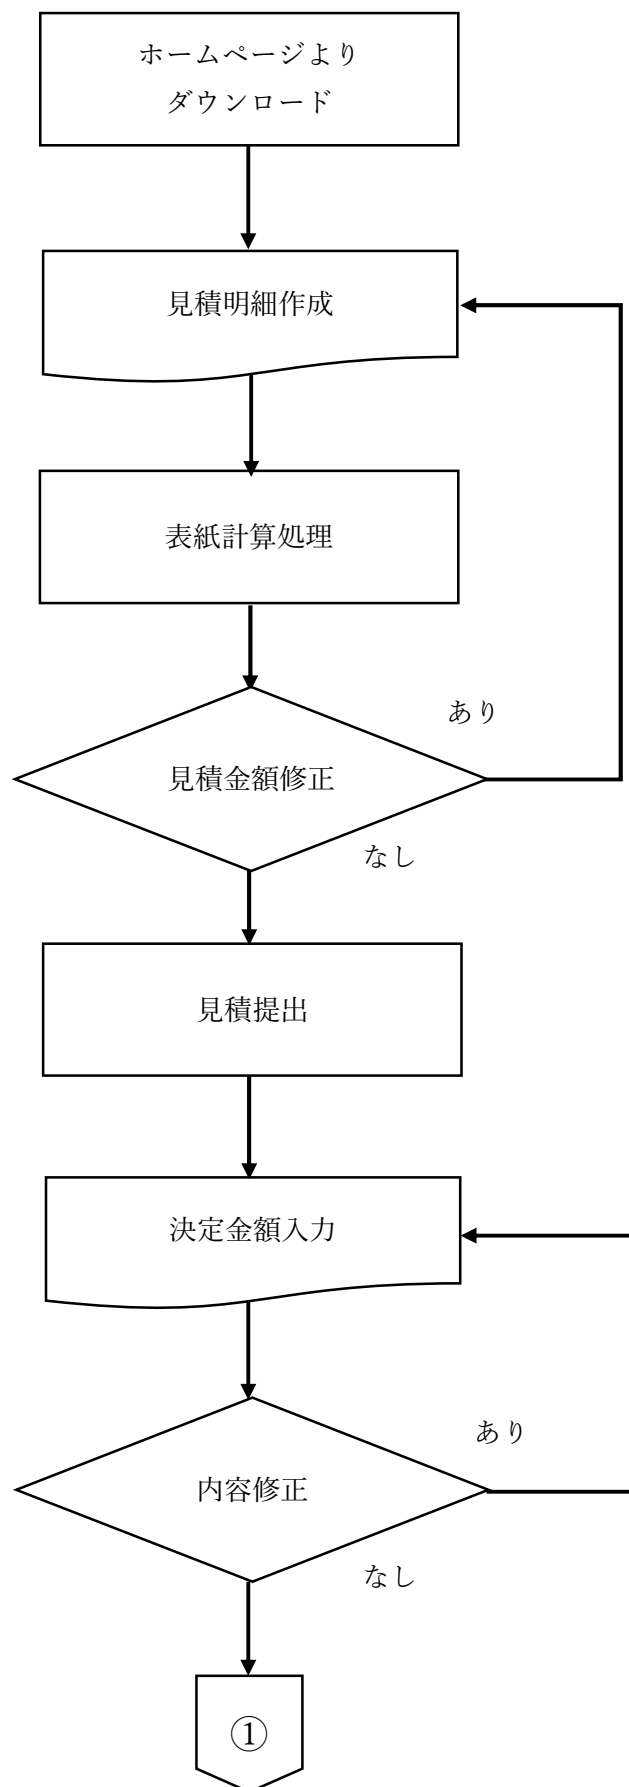 ホームページより
ダウンロード
見積明細作成
表紙計算処理
あり
見積金額修正
なし
見積提出
決定金額入力
あり
内容修正
なし
①